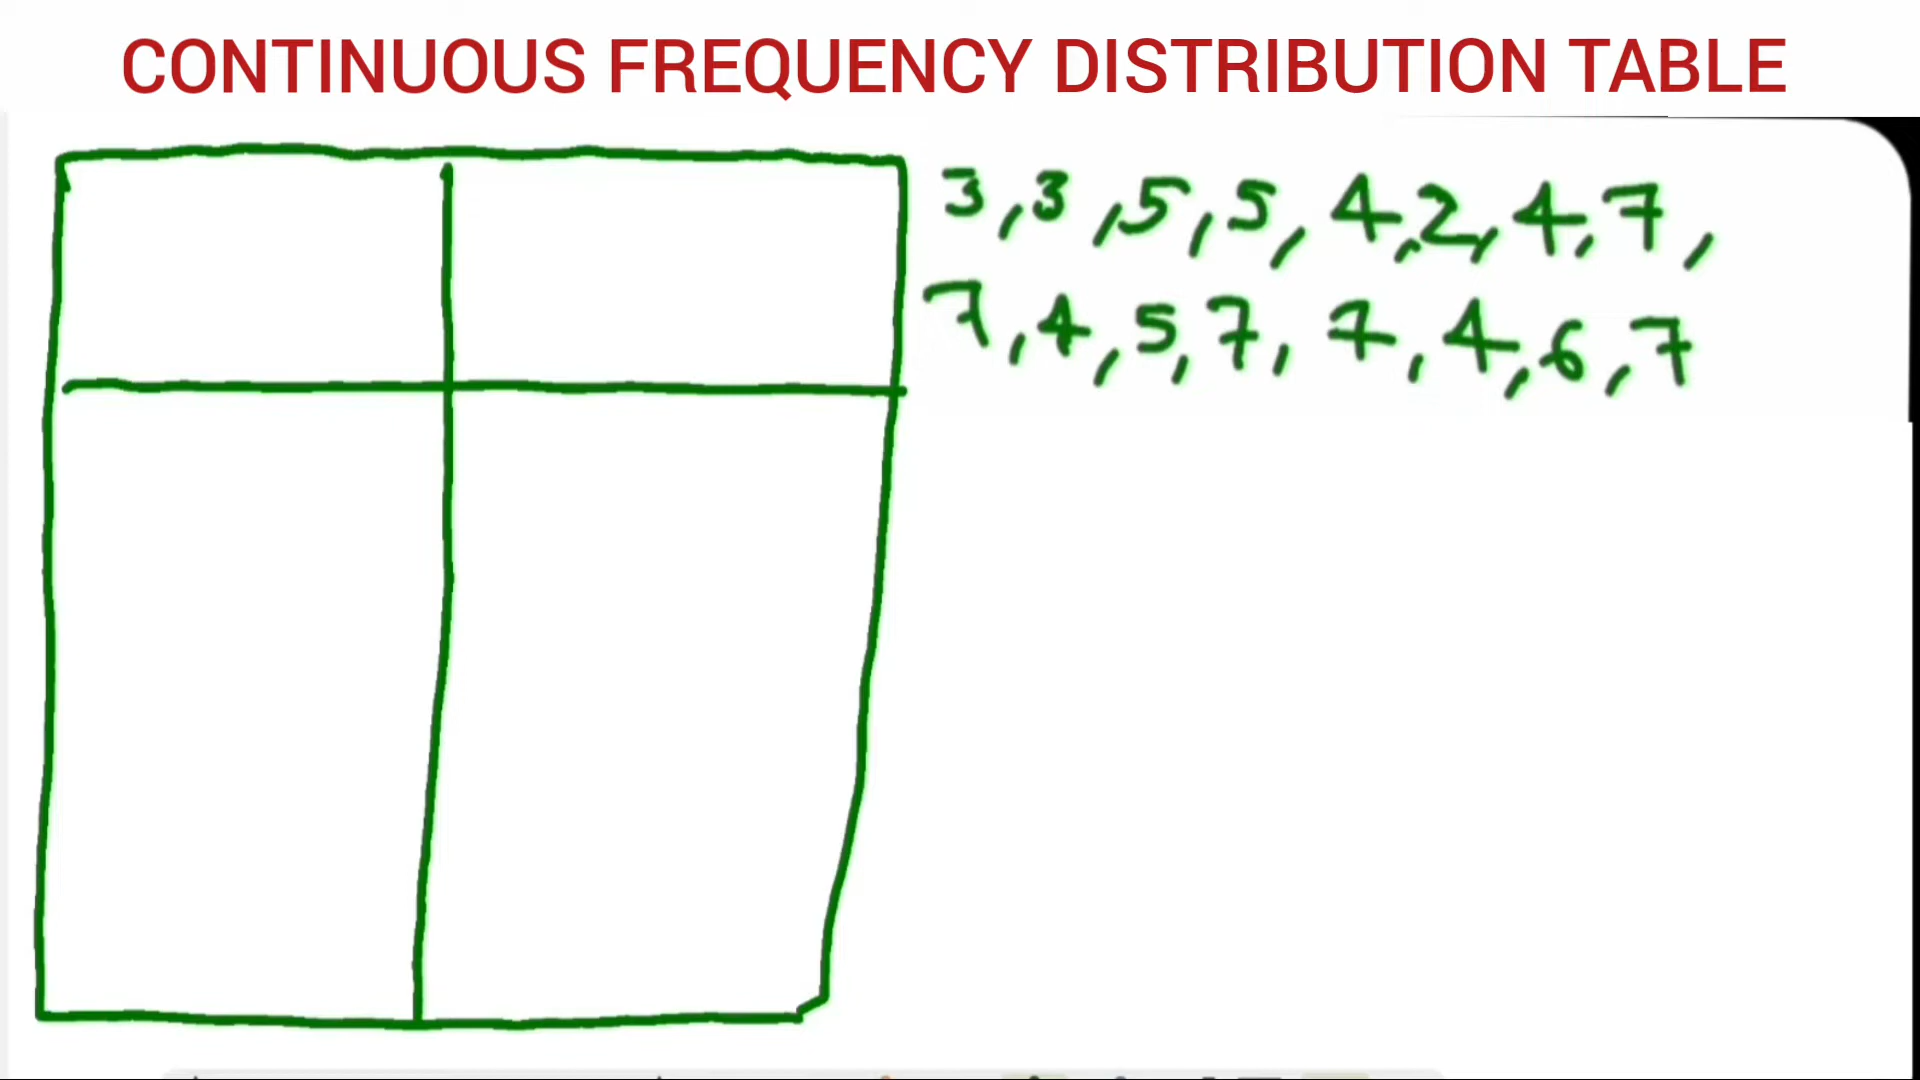 CONTINUOUS FREQUENCY DISTRIBUTION TABLE
3, 3, 5, 5, 4, 2, 4, 7,
7, 4, 5, 7, 7, 4, 6, 7